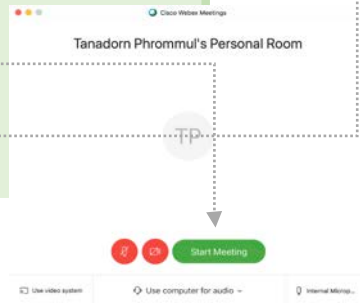 Cisco Webex Meetings
Tanadorn Phrommul's Personal Room
TP
Start Meeting
Use video system
Use computer for audio
Internal Microp...